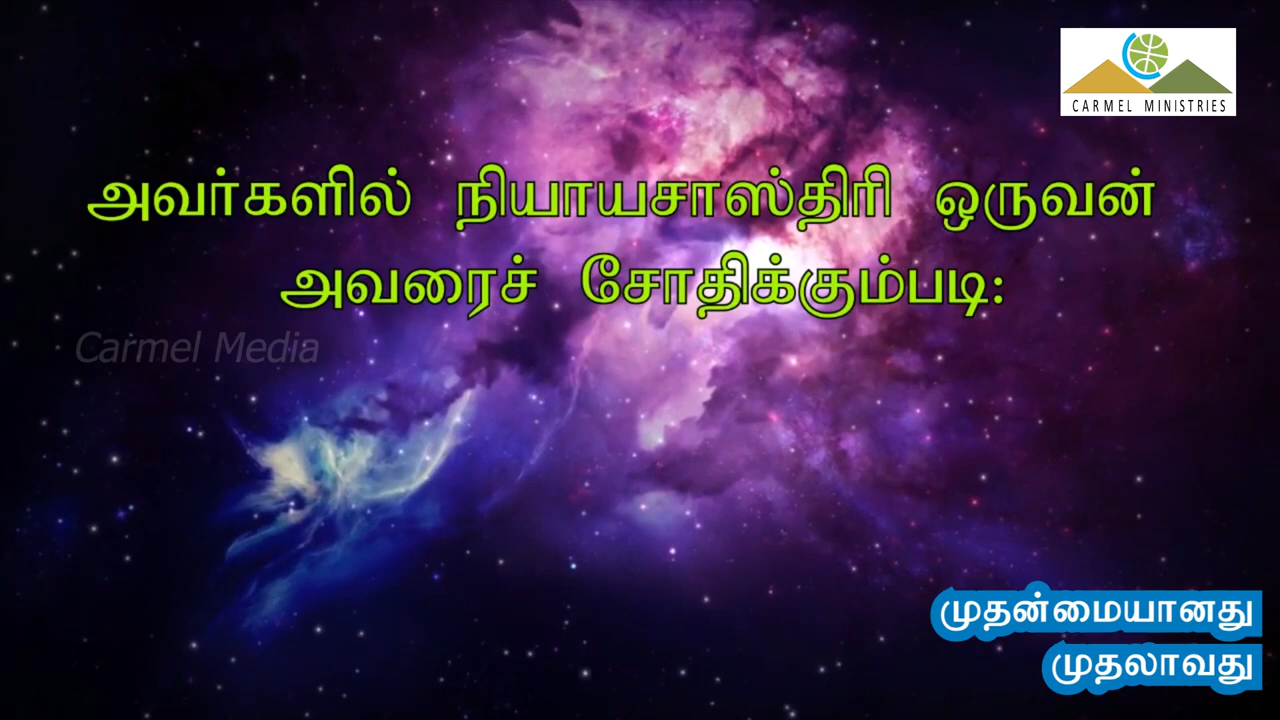 CARMEL MINISTRIES
அவர்களில் நியாயசாஸ்திரி ஒருவன்
அவரைச் சோதிக்கும்படி:
Carmel Media
முதன்மையானது
முதலாவது